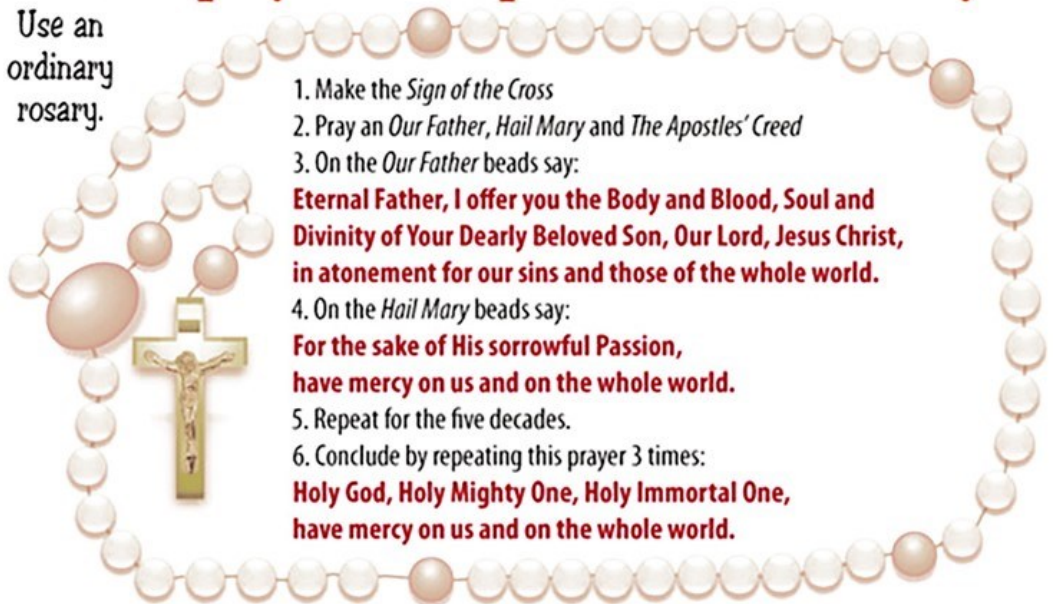 Use an
ordinary
rosary.
1. Make the Sign of the Cross
2. Pray an Our Father, Hail Mary and The Apostles' Creed
3. On the Our Father beads say:
Eternal Father, I offer you the Body and Blood, Soul and
Divinity of Your Dearly Beloved Son, Our Lord, Jesus Christ,
in atonement for our sins and those of the whole world.
4. On the Hail Mary beads say:
For the sake of His sorrowful Passion,
have mercy on us and on the whole world.
5. Repeat for the five decades.
6. Conclude by repeating this prayer 3 times:
Holy God, Holy Mighty One, Holy Immortal One,
have mercy on us and on the whole world.